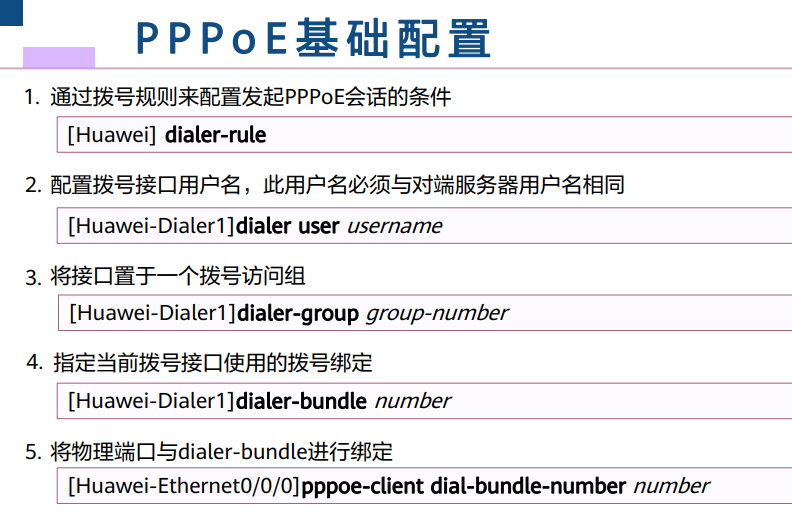 PPPoE基础配置
1. 通过拨号规则来配置发起PPPoE会话的条件
[Huawei] dialer-rule
2. 配置拨号接口用户名，此用户名必须与对端服务器用户名相同
[Huawei-Dialer1]dialer user username
3. 将接口置于一个拨号访问组
[Huawei-Dialer1]dialer-group group-number
4. 指定当前拨号接口使用的拨号绑定
[Huawei-Dialer1]dialer-bundle number
5. 将物理端口与dialer-bundle进行绑定
[Huawei-Ethernet0/0/0]pppoe-client dial-bundle-number number